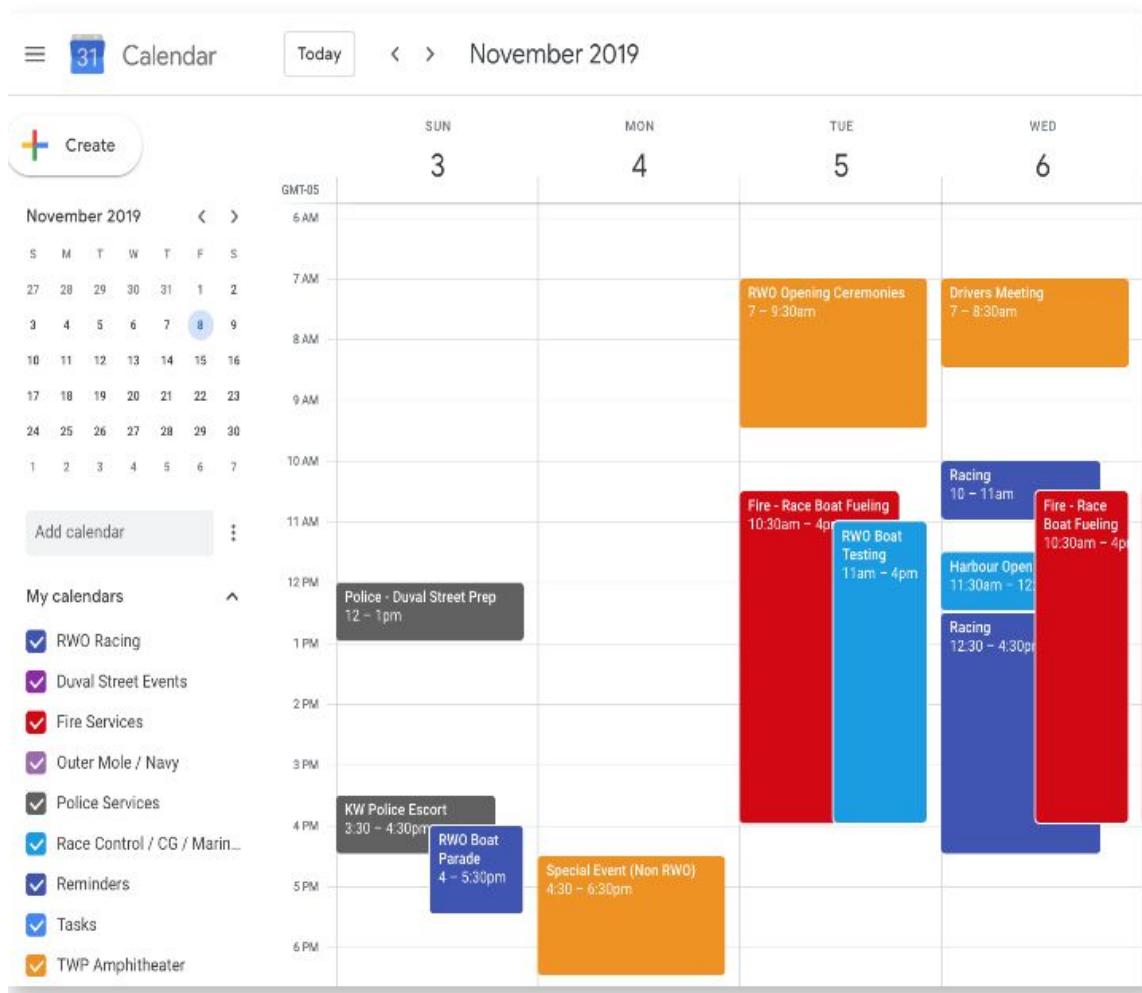 31 Calendar Today November 2019
Create
SUN MON TUE WED
3 4 5 6
GMT-05
November 2019
S M T W T F S
27 28 29 30 31 1 2
3 4 5 6 7 8 9
10 11 12 13 14 15 16
17 18 19 20 21 22 23
24 25 26 27 28 29 30
1 2 3 4 5 6 7
Add calendar
My calendars
RWO Racing
Duval Street Events
Fire Services
Outer Mole / Navy
Police Services
Race Control / CG / Marin...
Reminders
Tasks
TWP Amphitheater
6 AM
7 AM
8 AM
9 AM
10 AM
11 AM
12 PM
1 PM
2 PM
3 PM
4 PM
5 PM
6 PM
Police - Duval Street Prep
12 – 1pm
KW Police Escort
3:30 – 4:30pm
RWO Boat
Parade
4 – 5:30pm
Special Event (Non RWO)
4:30 – 6:30pm
RWO Opening Ceremonies
7 – 9:30am
Fire - Race Boat Fueling
10:30am – 4p
RWO Boat
Testing
11am – 4pm
Drivers Meeting
7 – 8:30am
Racing
10 – 11am
Fire - Race
Boat Fueling
10:30am – 4p
Harbour Open
11:30am – 12:
Racing
12:30 – 4:30p